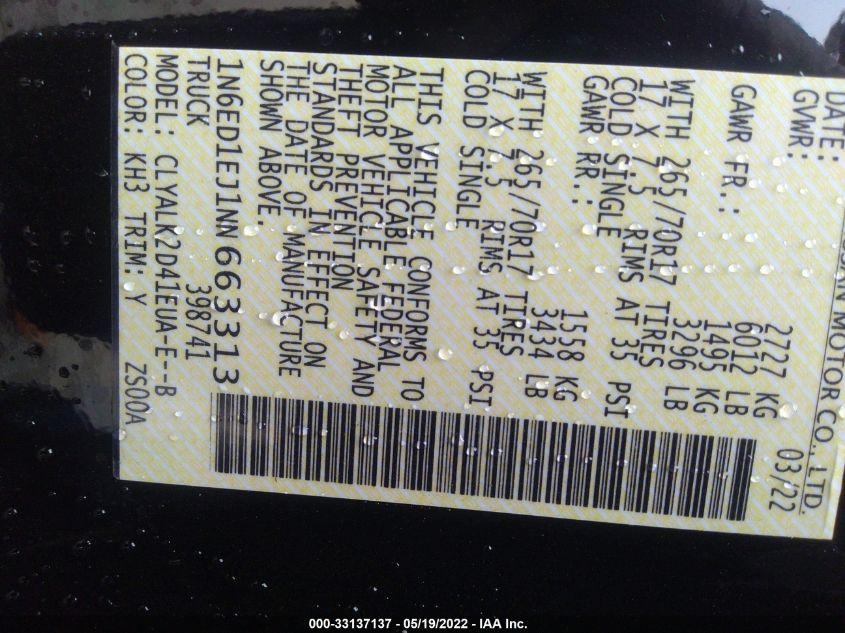 MOTOR CO., LTD.
DATE: 03/22
GVWR: 2727 KG
6012 LB
GAWR FR.: 1495 KG
3296 LB
WITH 265/70R17 TIRES
17 X 7.5 RIMS AT 35 PSI
COLD SINGLE
GAWR RR.: 1558 KG
3434 LB
WITH 265/70R17 TIRES
17 X 7.5 RIMS AT 35 PSI
COLD SINGLE
THIS VEHICLE CONFORMS TO
ALL APPLICABLE FEDERAL
MOTOR VEHICLE SAFETY AND
THEFT PREVENTION
STANDARDS IN EFFECT ON
THE DATE OF MANUFACTURE
SHOWN ABOVE.
1N6ED1EJ1NN663313
TRUCK 398741
MODEL: CLYALK2D41EUA-E--B
COLOR: KH3 TRIM: Y ZS00A
000-33137137 - 05/19/2022 - IAA Inc.